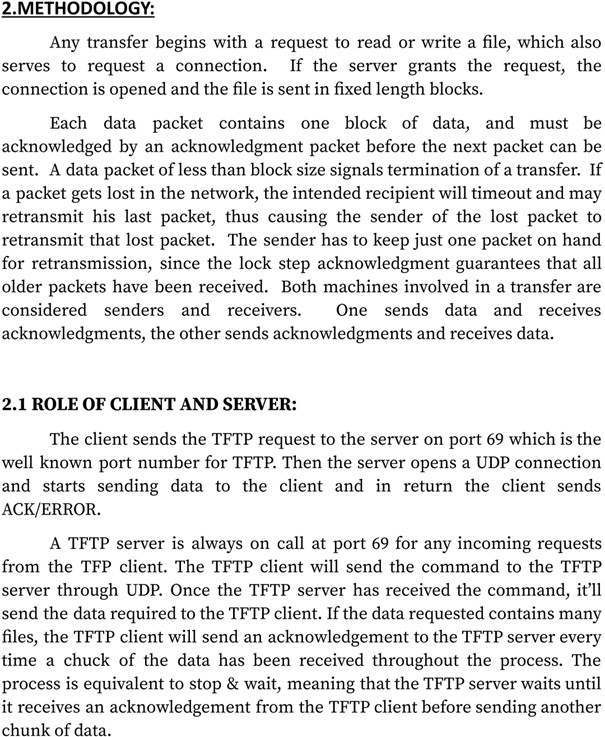 2.METHODOLOGY:
Any transfer begins with a request to read or write a file, which also
serves to request a connection. If the server grants the request, the
connection is opened and the file is sent in fixed length blocks.
Each data packet contains one block of data, and must be
acknowledged by an acknowledgment packet before the next packet can be
sent. A data packet of less than block size signals termination of a transfer. If
a packet gets lost in the network, the intended recipient will timeout and may
retransmit his last packet, thus causing the sender of the lost packet to
retransmit that lost packet. The sender has to keep just one packet on hand
for retransmission, since the lock step acknowledgment guarantees that all
older packets have been received. Both machines involved in a transfer are
considered senders and receivers. One sends data and receives
acknowledgments, the other sends acknowledgments and receives data.
2.1 ROLE OF CLIENT AND SERVER:
The client sends the TFTP request to the server on port 69 which is the
well known port number for TFTP. Then the server opens a UDP connection
and starts sending data to the client and in return the client sends
ACK/ERROR.
A TFTP server is always on call at port 69 for any incoming requests
from the TFP client. The TFTP client will send the command to the TFTP
server through UDP. Once the TFTP server has received the command, it'll
send the data required to the TFTP client. If the data requested contains many
files, the TFTP client will send an acknowledgement to the TFTP server every
time a chuck of the data has been received throughout the process. The
process is equivalent to stop & wait, meaning that the TFTP server waits until
it receives an acknowledgement from the TFTP client before sending another
chunk of data.